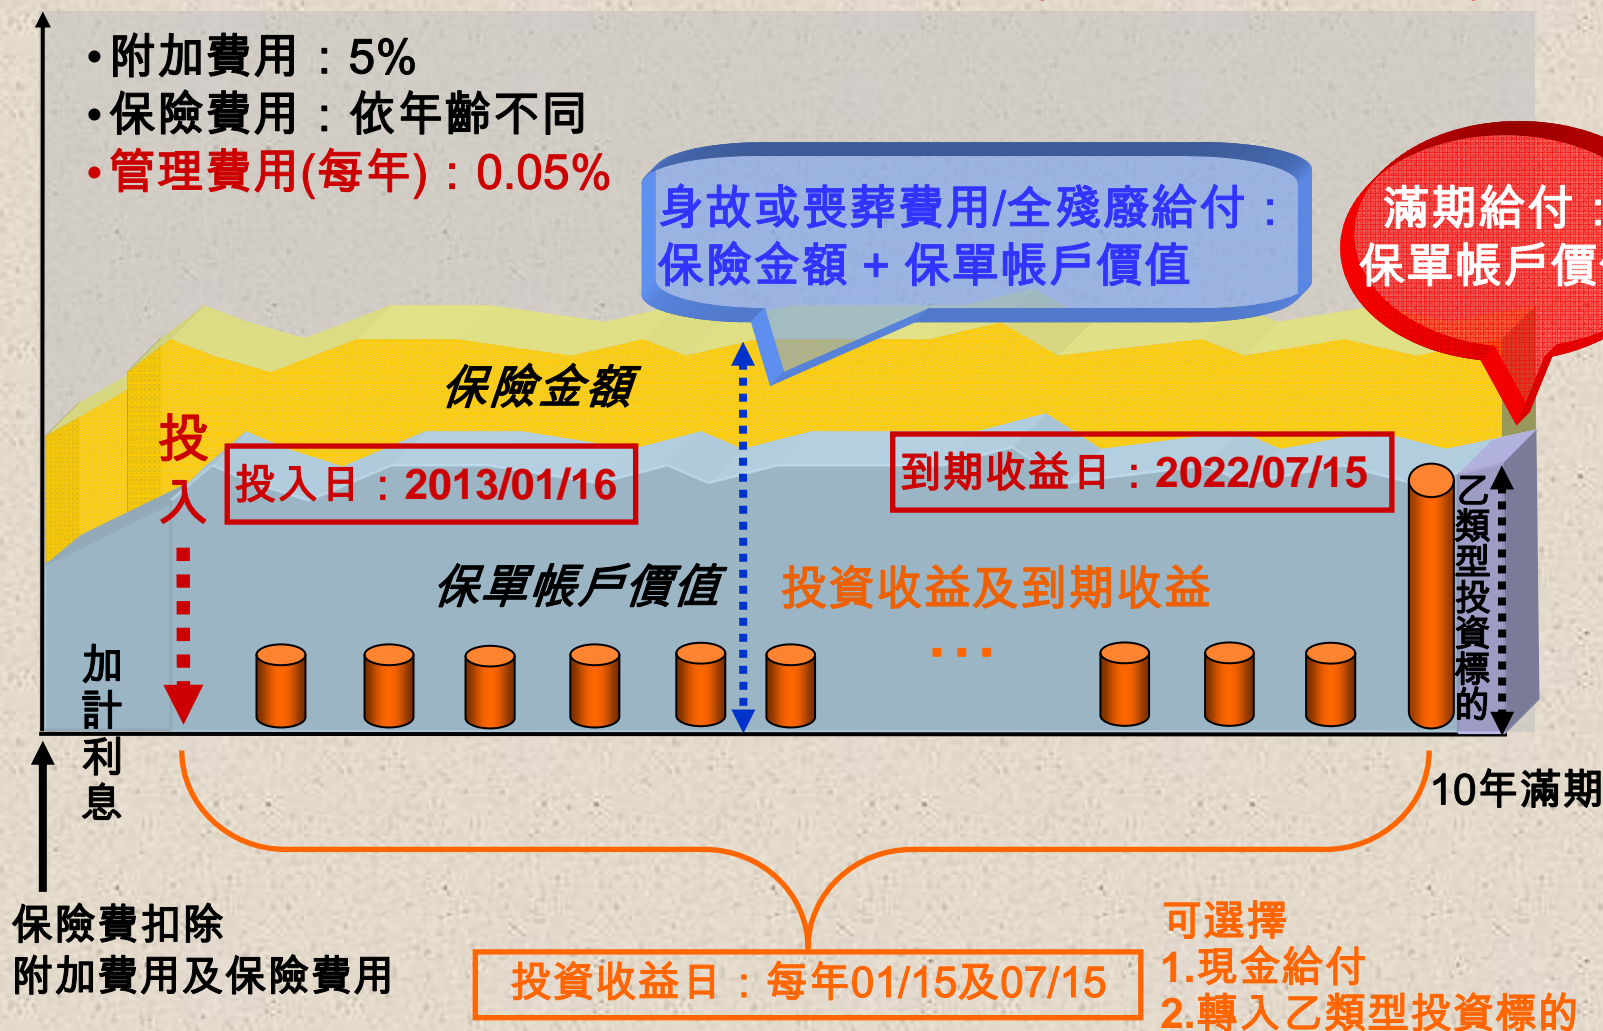 •附加費用：5%
•保險費用：依年齡不同
•管理費用(每年)：0.05%
身故或喪葬費用/全殘廢給付：
保險金額 + 保單帳戶價值
滿期給付：
保單帳戶價
保險金額
投入
投入日：2013/01/16
到期收益日：2022/07/15
乙類型投資標的
保單帳戶價值
投資收益及到期收益
...
加計利息
10年滿期
保險費扣除
附加費用及保險費用
投資收益日：每年01/15及07/15
可選擇
1.現金給付
2.轉入乙類型投資標的